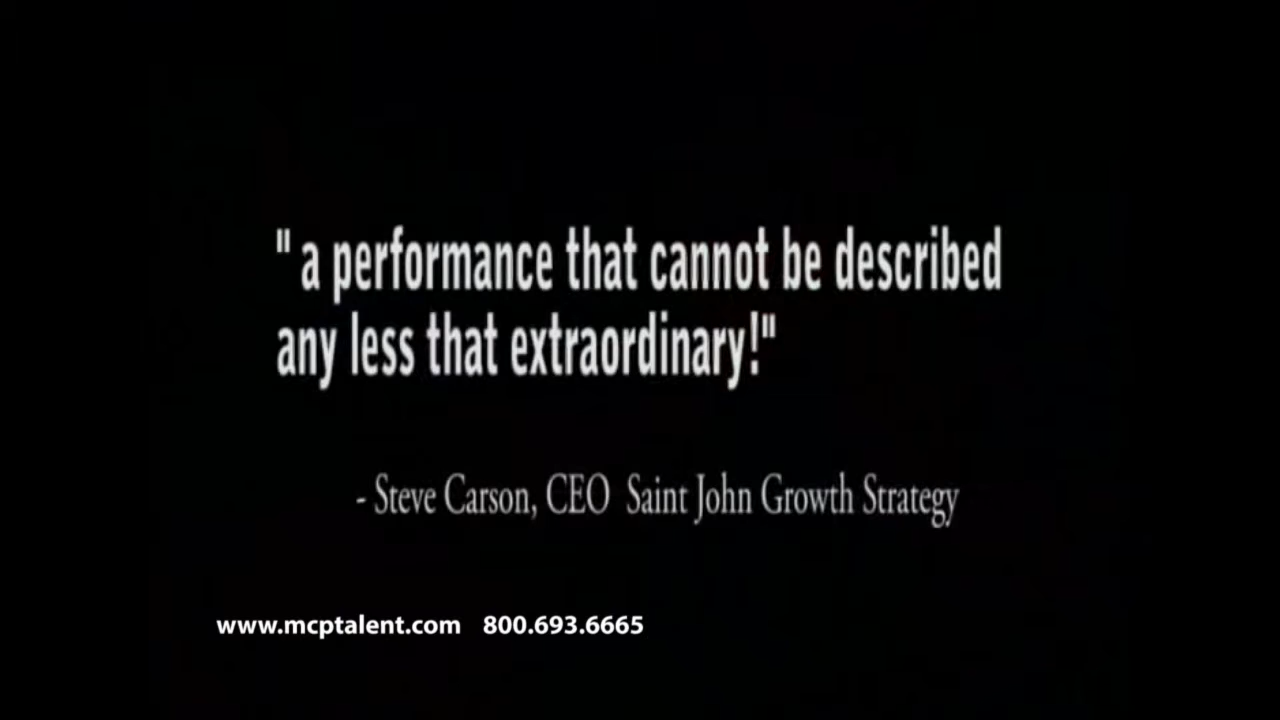 " a performance that cannot be described
any less that extraordinary!"
- Steve Carson, CEO  Saint John Growth Strategy
www.mcptalent.com   800.693.6665